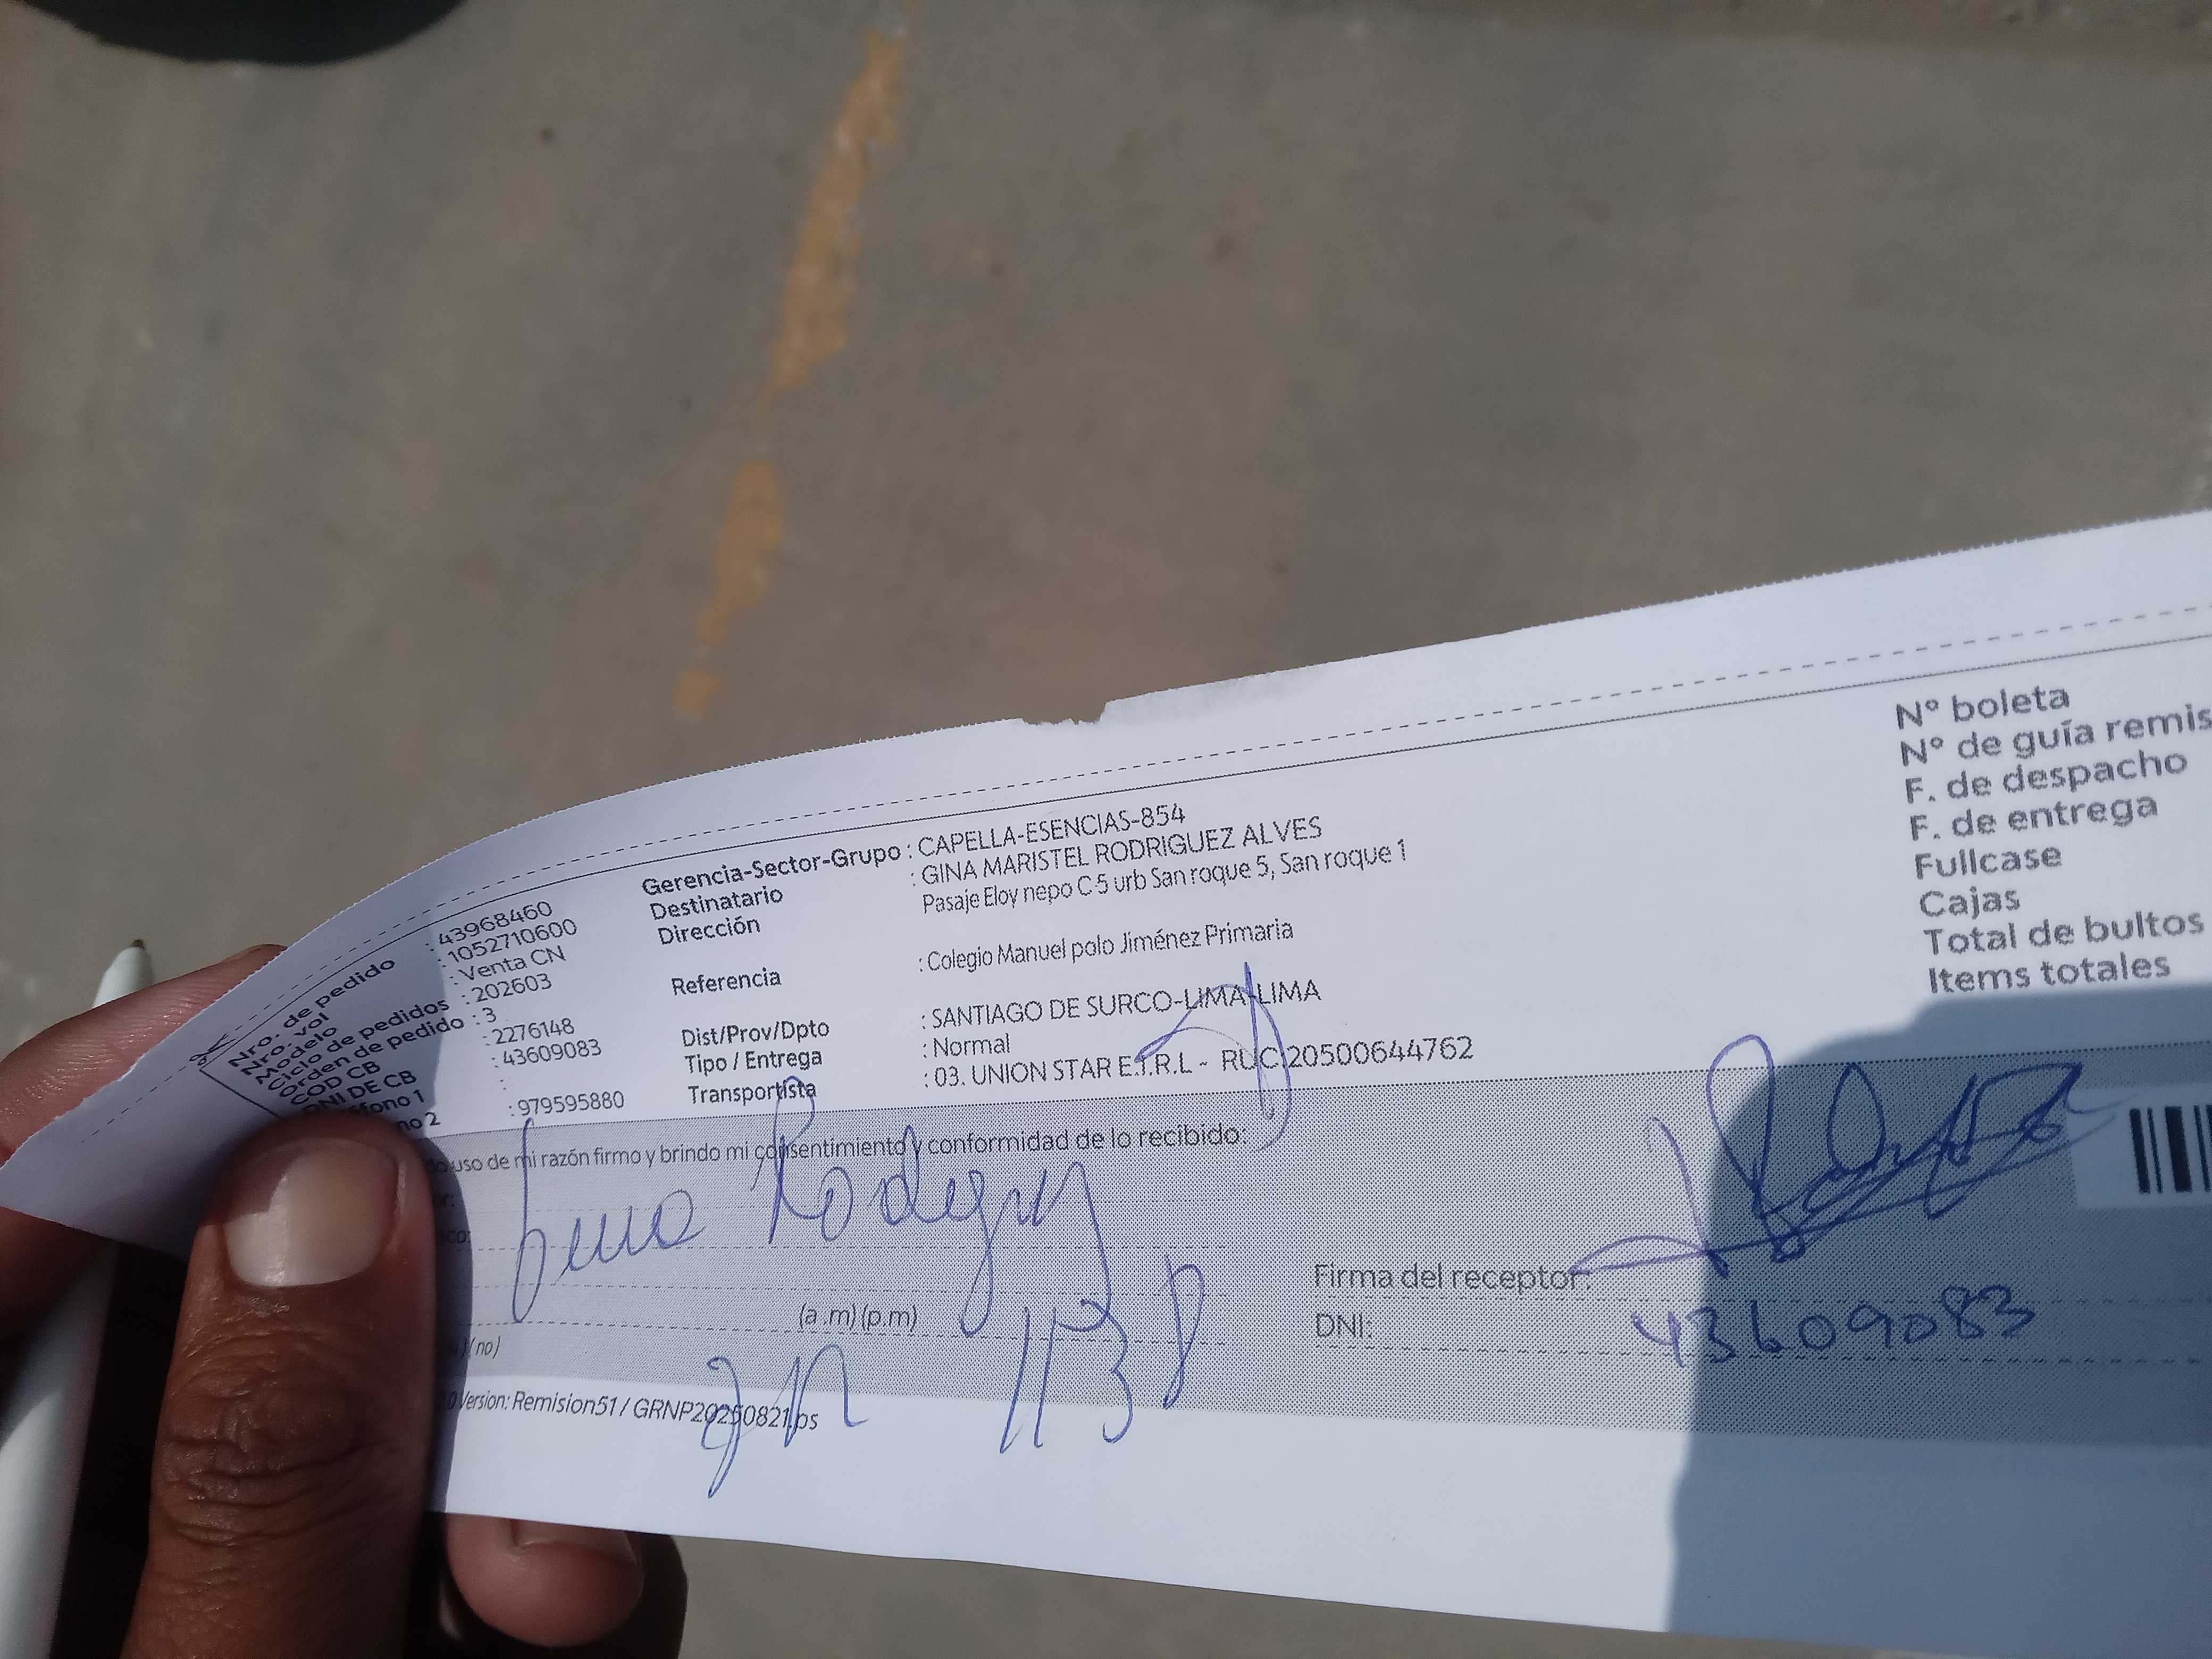 Nro. de pedido : 43968460
Nro. vol : 1052710600
Modelo : Venta CN
Ciclo de pedidos : 202603
Orden de pedido : 3
COD CB : 2276148
DNI DE CB : 43609083
fono 1 :
no 2 : 979595880
Gerencia-Sector-Grupo : CAPELLA-ESENCIAS-854
Destinatario : GINA MARISTEL RODRIGUEZ ALVES
Dirección Pasaje Eloy nepo C-5 urb San roque 5, San roque 1
Referencia : Colegio Manuel polo Jiménez Primaria
Dist/Prov/Dpto : SANTIAGO DE SURCO-LIMA-LIMA
Tipo / Entrega : Normal
Transportista : 03. UNION STAR E.I.R.L - RUC:20500644762
N° boleta
N° de guía remis
F. de despacho
F. de entrega
Fullcase
Cajas
Total de bultos
Items totales
uso de mi razón firmo y brindo mi consentimiento y conformidad de lo recibido:
(a .m) (p.m)
(no)
Firma del receptor:
DNI: 43609083
Version: Remision51 / GRNP20250821.ps